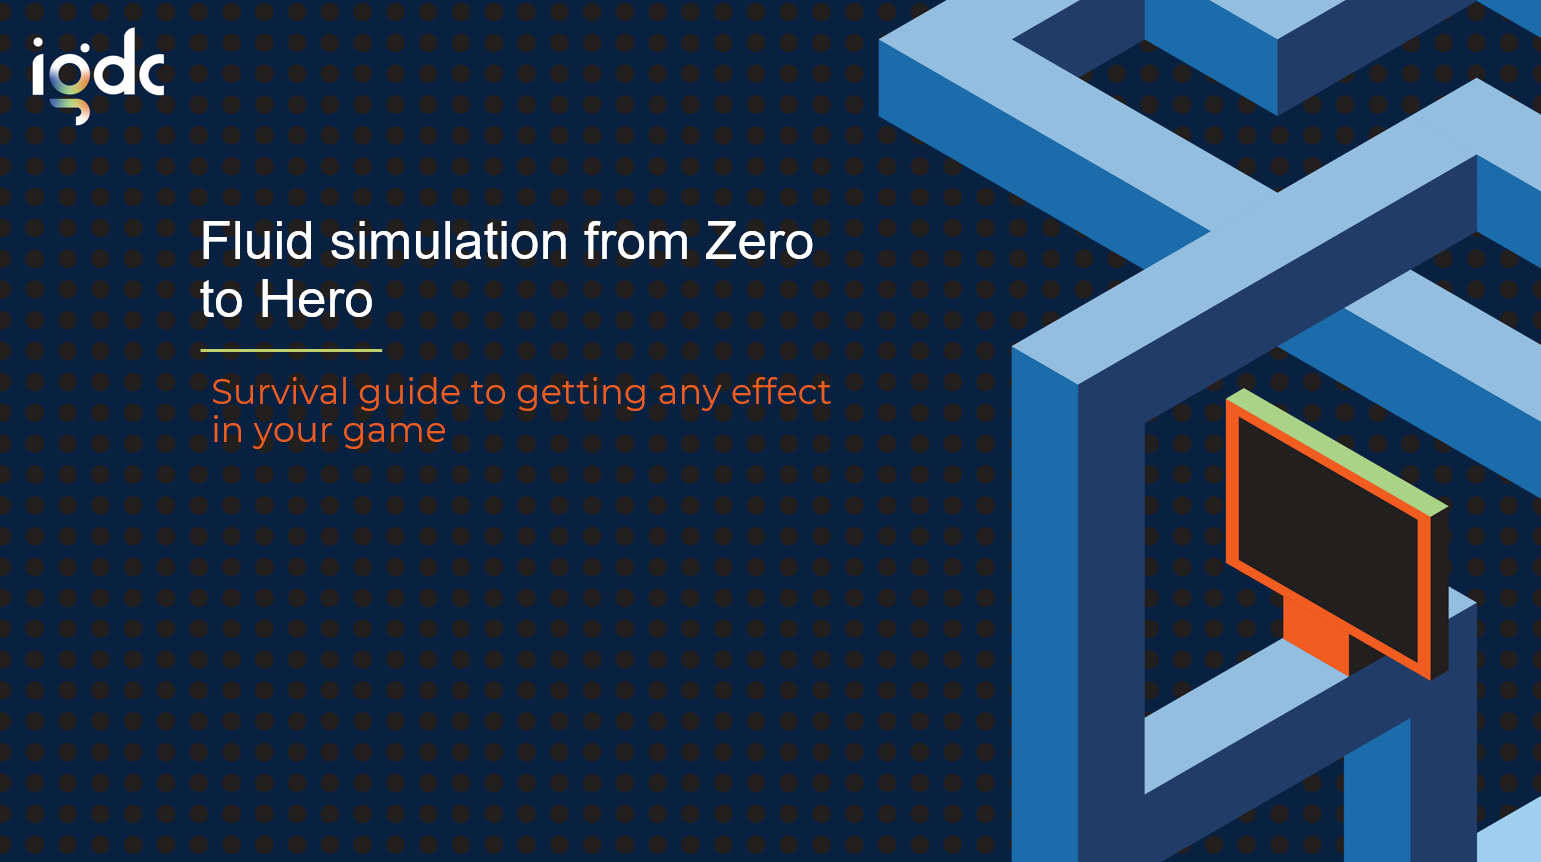 igdc
Fluid simulation from Zero
to Hero
Survival guide to getting any effect
in your game